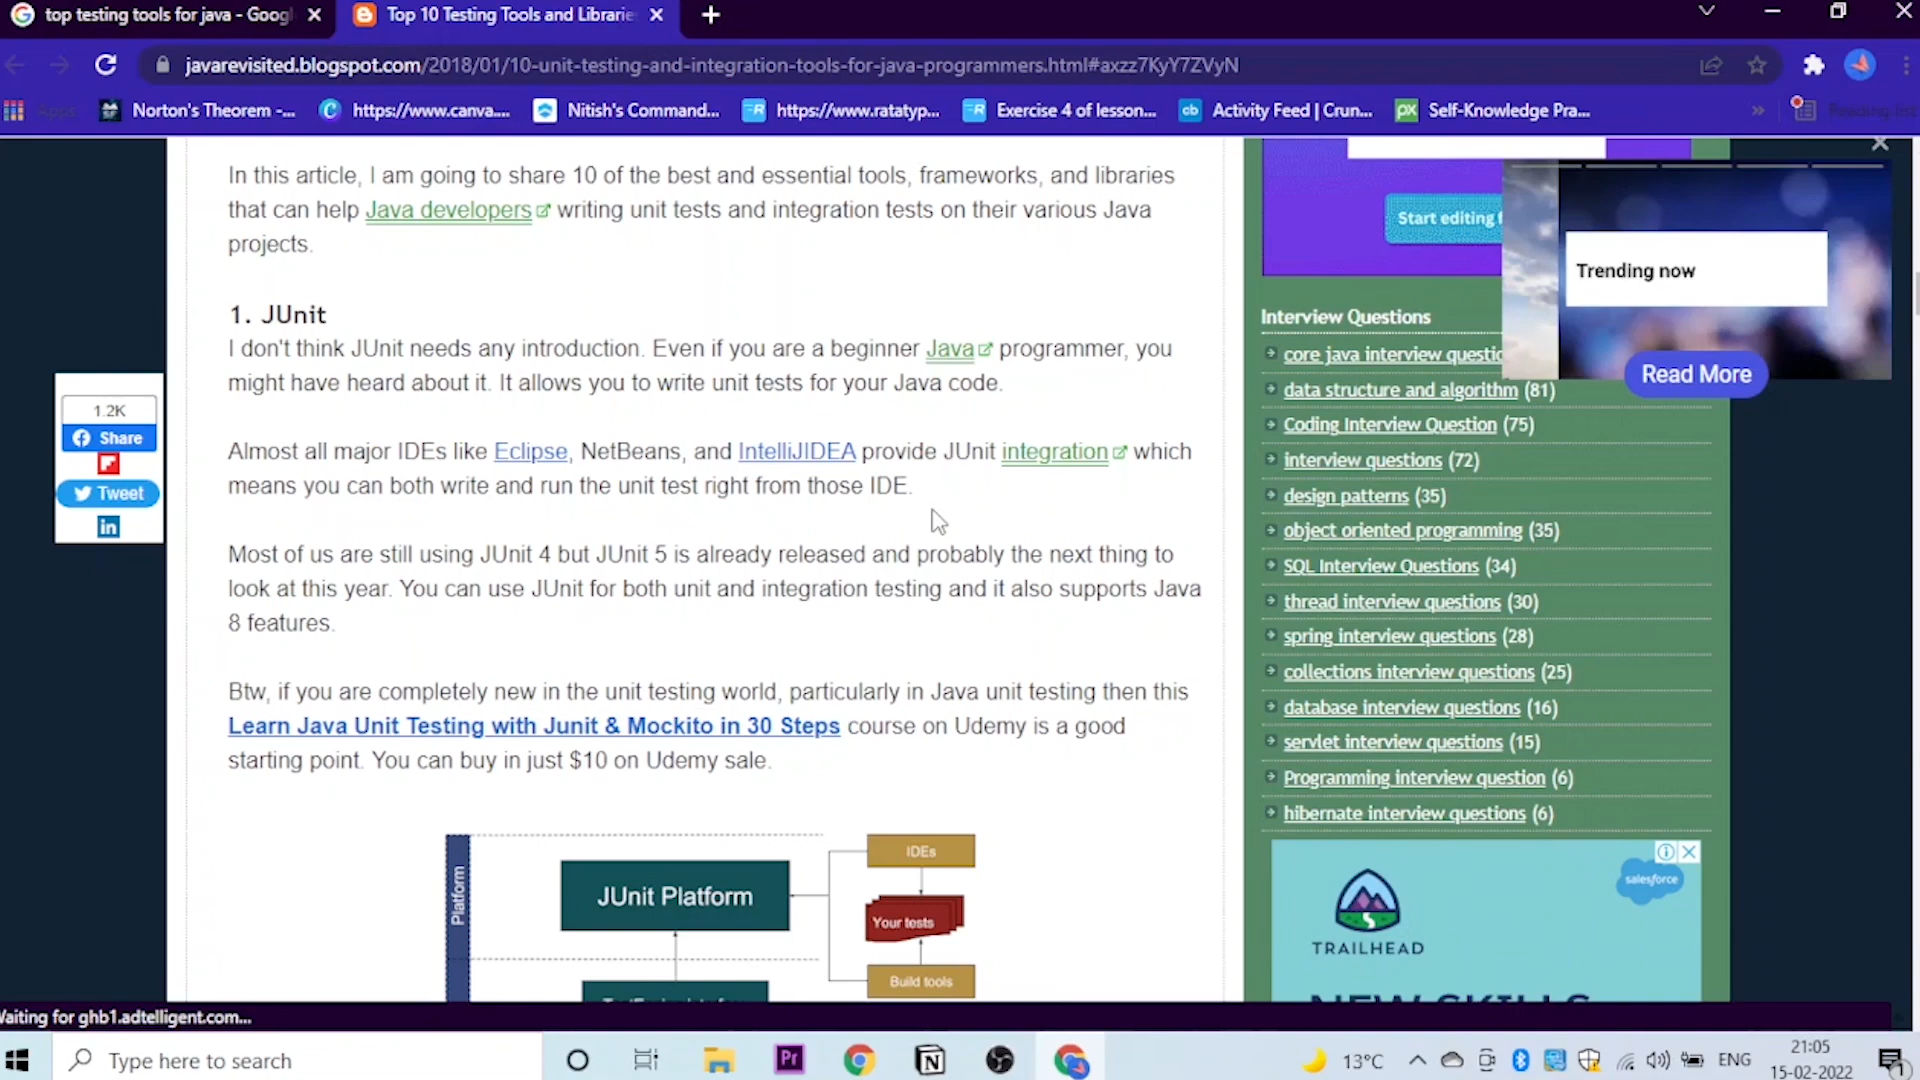 top testing tools for java - Googl
Top 10 Testing Tools and Librarie
javarevisited.blogspot.com/2018/01/10-unit-testing-and-integration-tools-for-java-programmers.html#axzz7KyY7ZVyN
Apps
Norton's Theorem -...
https://www.canva....
Nitish's Command...
https://www.ratatyp...
Exercise 4 of lesson...
Activity Feed | Crun...
Self-Knowledge Pra...
»
In this article, I am going to share 10 of the best and essential tools, frameworks, and libraries
that can help Java developers writing unit tests and integration tests on their various Java
projects.
1. JUnit
I don't think JUnit needs any introduction. Even if you are a beginner Java programmer, you
might have heard about it. It allows you to write unit tests for your Java code.
Almost all major IDEs like Eclipse, NetBeans, and IntelliJIDEA provide JUnit integration which
means you can both write and run the unit test right from those IDE.
Most of us are still using JUnit 4 but JUnit 5 is already released and probably the next thing to
look at this year. You can use JUnit for both unit and integration testing and it also supports Java
8 features.
Btw, if you are completely new in the unit testing world, particularly in Java unit testing then this
Learn Java Unit Testing with Junit & Mockito in 30 Steps course on Udemy is a good
starting point. You can buy in just $10 on Udemy sale.
Platform
JUnit Platform
IDEs
Your tests
Build tools
1.2K
Share
Tweet
in
Start editing f
Trending now
Read More
Interview Questions
core java interview questio
data structure and algorithm (81)
Coding Interview Question (75)
interview questions (72)
design patterns (35)
object oriented programming (35)
SQL Interview Questions (34)
thread interview questions (30)
spring interview questions (28)
collections interview questions (25)
database interview questions (16)
servlet interview questions (15)
Programming interview question (6)
hibernate interview questions (6)
salesforce
TRAILHEAD
NEW SKILLS
Waiting for ghb1.adtelligent.com...
Type here to search
Pr
13°C
ENG
21:05
15-02-2022
1